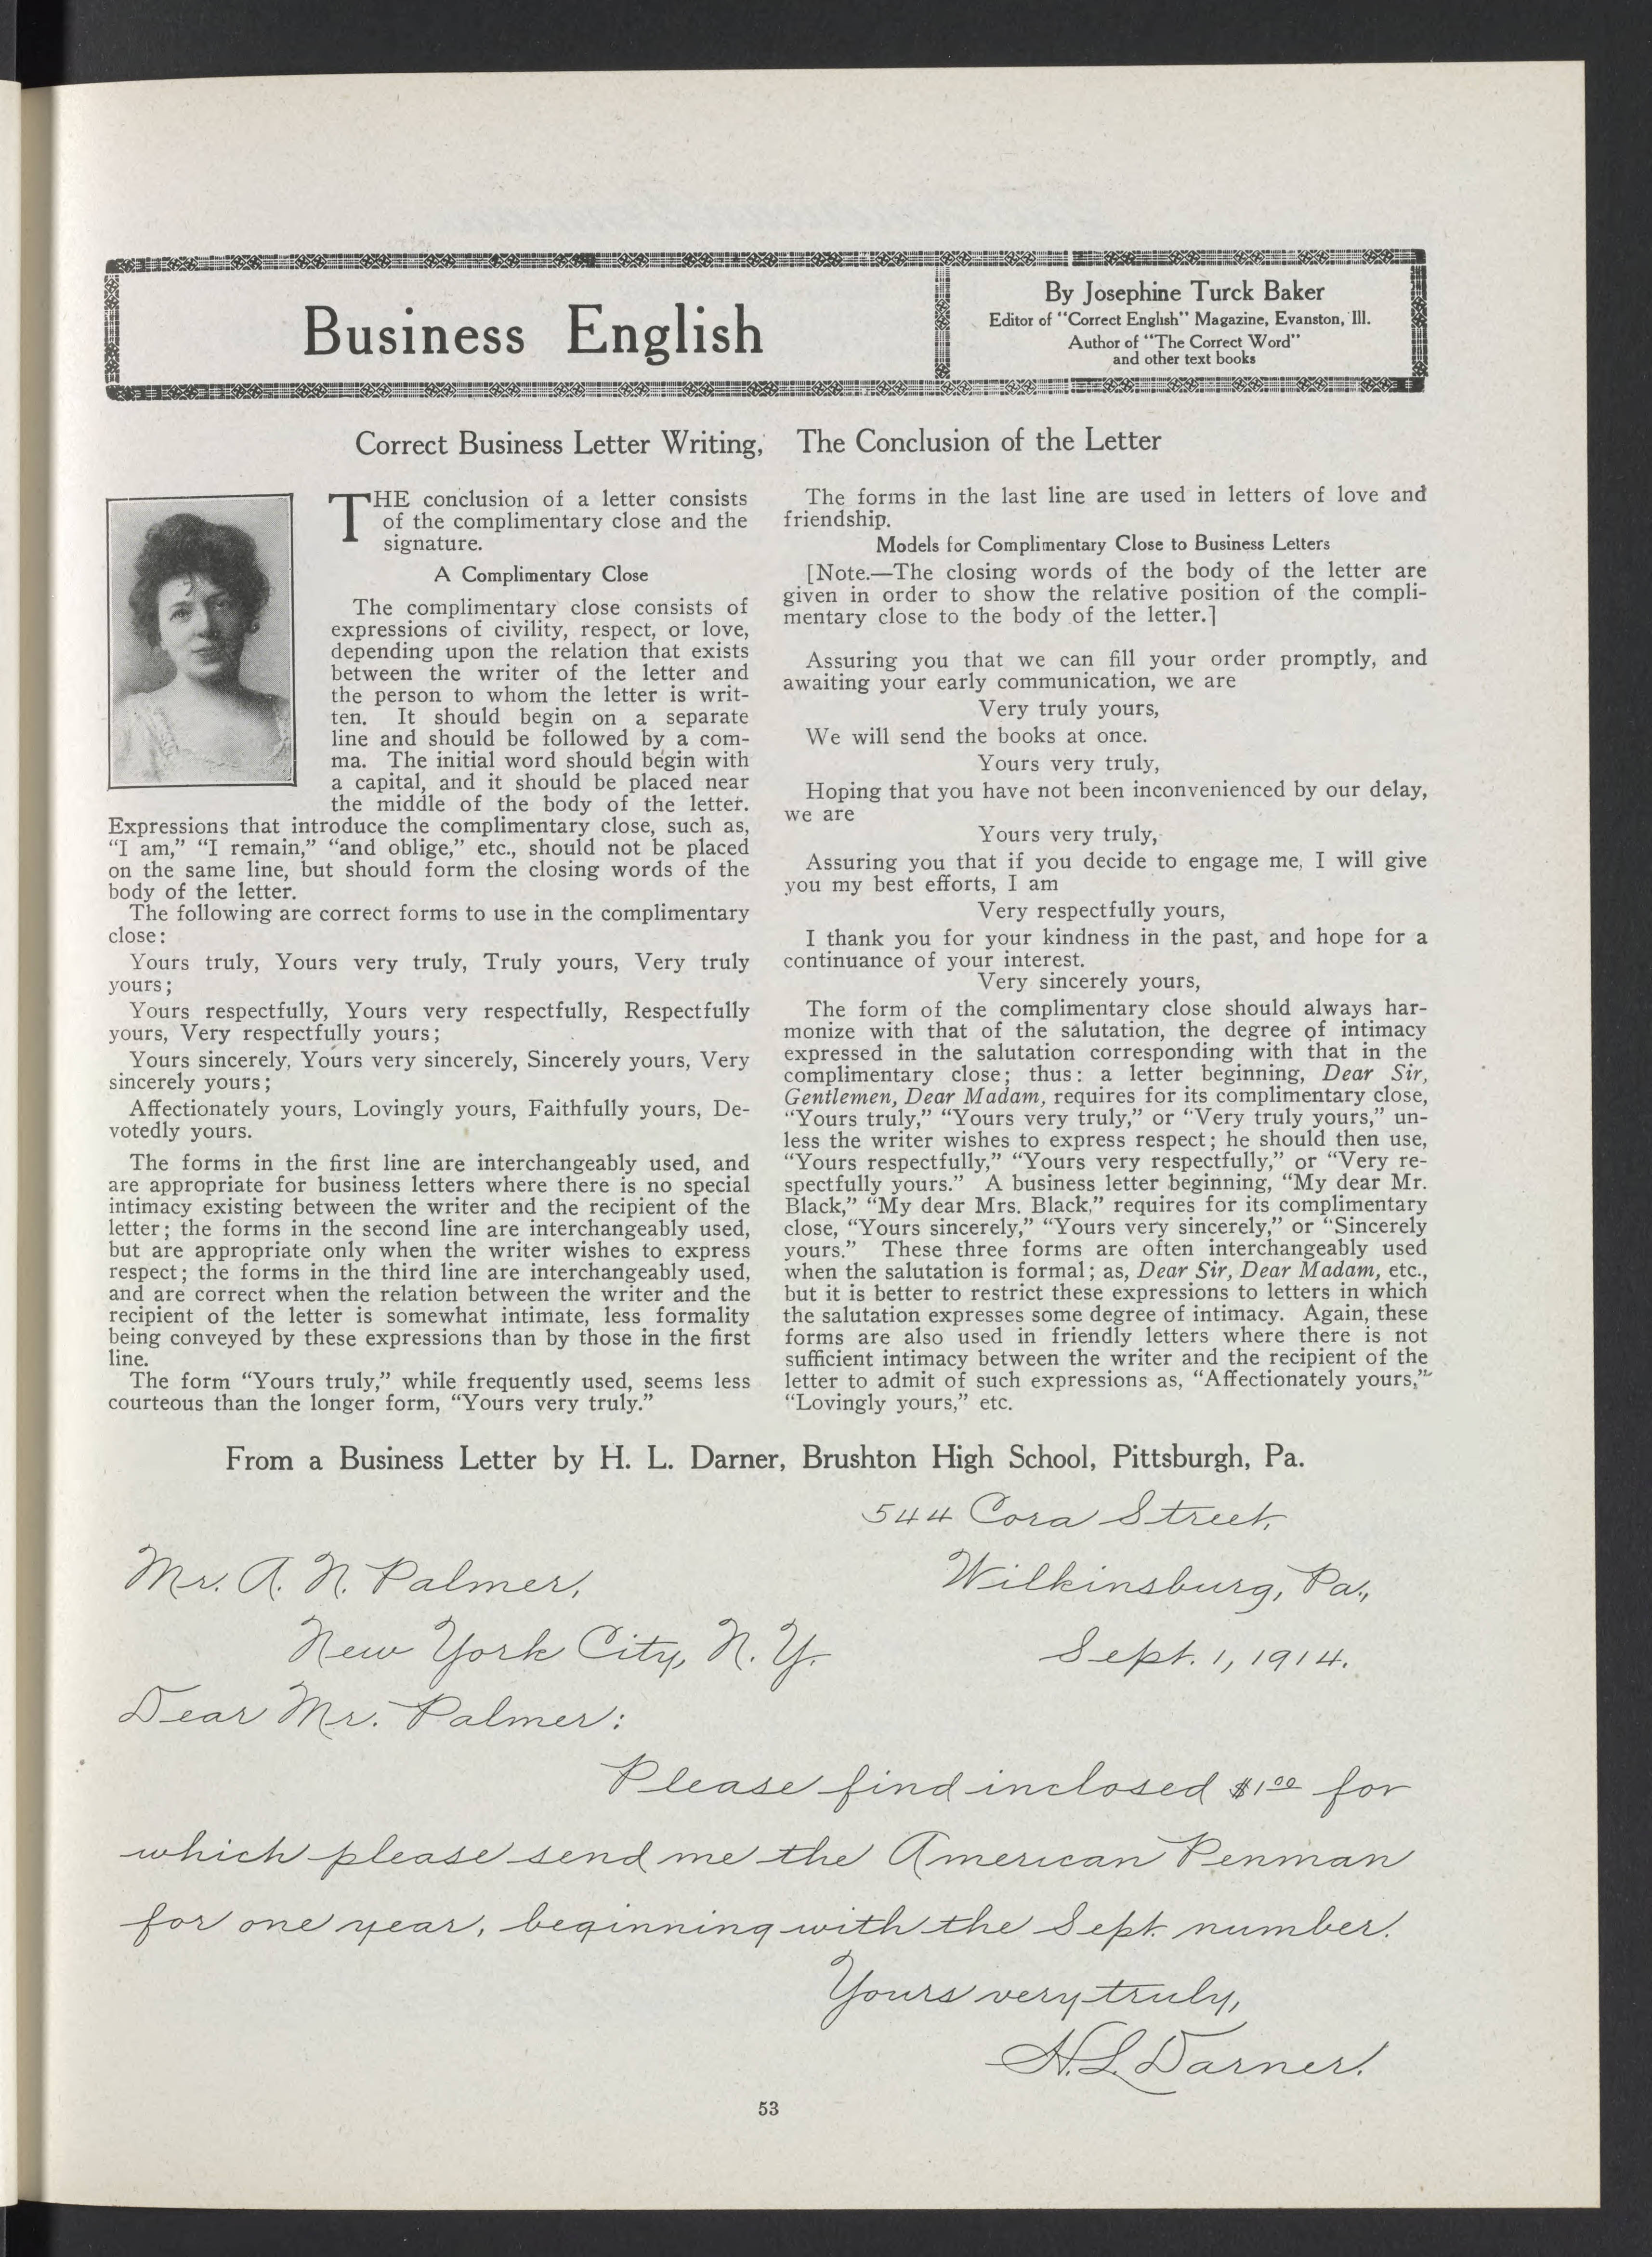 Business English
By Josephine Turck Baker
Editor of "Correct English" Magazine, Evanston, Ill.
Author of "The Correct Word"
and other text books
Correct Business Letter Writing, The Conclusion of the Letter
THE conclusion of a letter consists
of the complimentary close and the
signature.
A Complimentary Close
The complimentary close consists of
expressions of civility, respect, or love,
depending upon the relation that exists
between the writer of the letter and
the person to whom the letter is writ-
ten. It should begin on a separate
line and should be followed by a com-
ma. The initial word should begin with
a capital, and it should be placed near
the middle of the body of the letter.
Expressions that introduce the complimentary close, such as,
"I am," "I remain," "and oblige," etc., should not be placed
on the same line, but should form the closing words of the
body of the letter.
The following are correct forms to use in the complimentary
close:
Yours truly, Yours very truly, Truly yours, Very truly
yours;
Yours respectfully, Yours very respectfully, Respectfully
yours, Very respectfully yours;
Yours sincerely, Yours very sincerely, Sincerely yours, Very
sincerely yours;
Affectionately yours, Lovingly yours, Faithfully yours, De-
votedly yours.
The forms in the first line are interchangeably used, and
are appropriate for business letters where there is no special
intimacy existing between the writer and the recipient of the
letter; the forms in the second line are interchangeably used,
but are appropriate only when the writer wishes to express
respect; the forms in the third line are interchangeably used,
and are correct when the relation between the writer and the
recipient of the letter is somewhat intimate, less formality
being conveyed by these expressions than by those in the first
line.
The form "Yours truly," while frequently used, seems less
courteous than the longer form, "Yours very truly."
The forms in the last line are used in letters of love and
friendship.
Models for Complimentary Close to Business Letters
[Note.—The closing words of the body of the letter are
given in order to show the relative position of the compli-
mentary close to the body of the letter.]
Assuring you that we can fill your order promptly, and
awaiting your early communication, we are
Very truly yours,
We will send the books at once.
Yours very truly,
Hoping that you have not been inconvenienced by our delay,
we are
Yours very truly,
Assuring you that if you decide to engage me, I will give
you my best efforts, I am
Very respectfully yours,
I thank you for your kindness in the past, and hope for a
continuance of your interest.
Very sincerely yours,
The form of the complimentary close should always har-
monize with that of the salutation, the degree of intimacy
expressed in the salutation corresponding with that in the
complimentary close; thus: a letter beginning, Dear Sir,
Gentlemen, Dear Madam, requires for its complimentary close,
"Yours truly," "Yours very truly," or "Very truly yours," un-
less the writer wishes to express respect; he should then use,
"Yours respectfully," "Yours very respectfully," or "Very re-
spectfully yours." A business letter beginning, "My dear Mr.
Black," "My dear Mrs. Black," requires for its complimentary
close, "Yours sincerely," "Yours very sincerely," or "Sincerely
yours." These three forms are often interchangeably used
when the salutation is formal; as, Dear Sir, Dear Madam, etc.,
but it is better to restrict these expressions to letters in which
the salutation expresses some degree of intimacy. Again, these
forms are also used in friendly letters where there is not
sufficient intimacy between the writer and the recipient of the
letter to admit of such expressions as, "Affectionately yours,"
"Lovingly yours," etc.
From a Business Letter by H. L. Darner, Brushton High School, Pittsburgh, Pa.
544 Cora Street,
Mr. A. N. Palmer, Wilkinsburg, Pa.,
New York City, N. Y. Sept. 1, 1914.
Dear Mr. Palmer:
Please find inclosed $1.00 for
which please send me the American Penman
for one year, beginning with the Sept. number.
Yours very truly,
H. L. Darner.
53